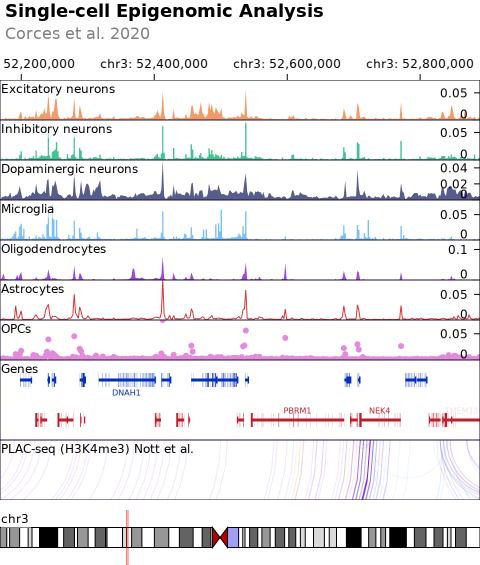 Single-cell Epigenomic Analysis
Corces et al. 2020
52,200,000 chr3: 52,400,000 chr3: 52,600,000 chr3: 52,800,000
Excitatory neurons 0.05
0
Inhibitory neurons 0.05
0
Dopaminergic neurons 0.04
0.02
0
Microglia 0.05
0
Oligodendrocytes 0.1
0
Astrocytes 0.05
0
OPCs 0.05
0
Genes
DNAH1
PBRM1 NEK4
PLAC-seq (H3K4me3) Nott et al.
chr3